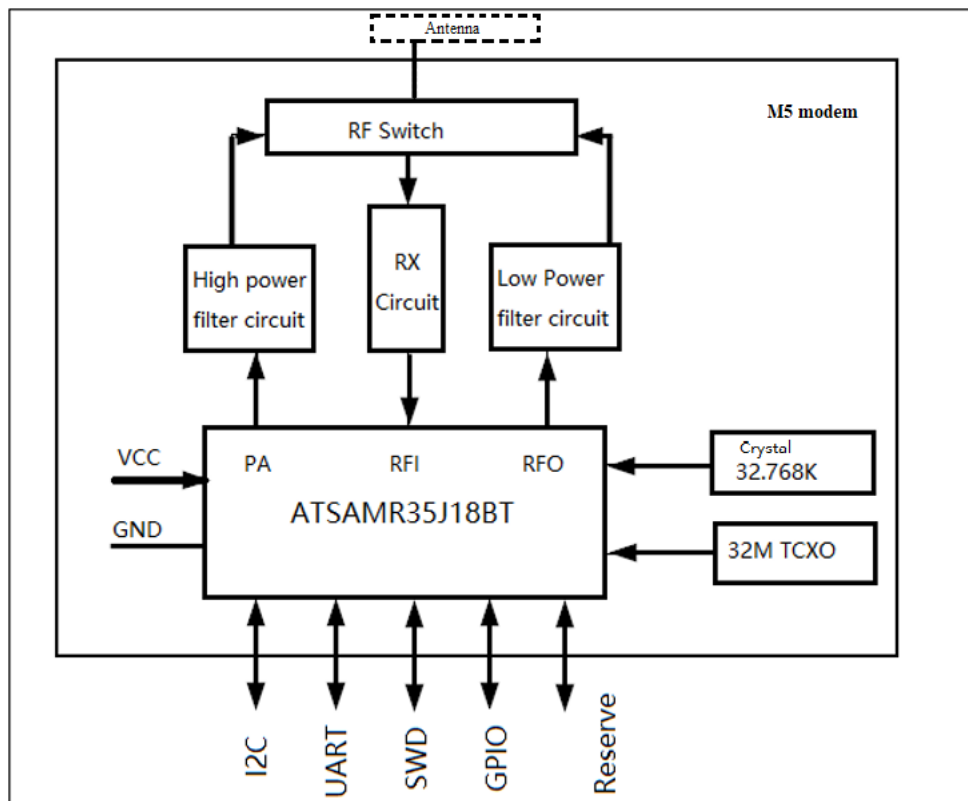 Antenna
M5 modem
RF Switch
High power
filter circuit
RX
Circuit
Low Power
filter circuit
VCC
GND
PA
RFI
RFO
ATSAMR35J18BT
Crystal
32.768K
32M TCXO
I2C
UART
SWD
GPIO
Reserve